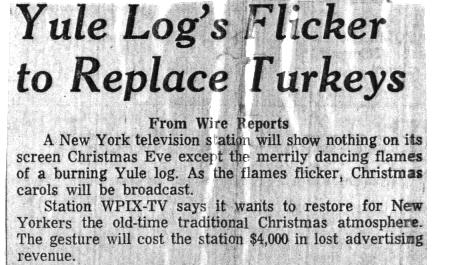 Yule Log's Flicker
to Replace Turkeys
From Wire Reports
A New York television station will show nothing on its
screen Christmas Eve except the merrily dancing flames
of a burning Yule log. As the flames flicker, Christmas
carols will be broadcast.
Station WPIX-TV says it wants to restore for New
Yorkers the old-time traditional Christmas atmosphere.
The gesture will cost the station $4,000 in lost advertising
revenue.